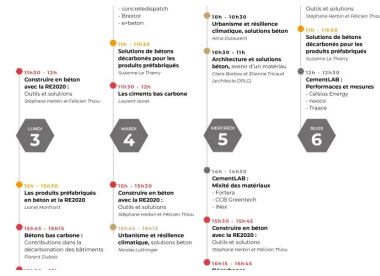 11h30 - 12h
Construire en béton
avec la RE2020 :
Outils et solutions
Stéphane Herbin et Félicien Thiou
LUNDI
3
15h - 15h30
Les produits préfabriqués
en béton et la RE2020
Lionel Monfront
15h45 - 16h15
Bétons bas carbone :
Contributions dans la
décarbonation des bâtiments
Florent Dubois
- concretedispatch
- Brextor
- e=beton
11h - 11h30
Solutions de bétons
décarbonés pour les
produits préfabriqués
Suzanne Le Thierry
11h30 - 12h
Les ciments bas carbone
Laurent Izoret
MARDI
4
15h - 15h30
Construire en béton
avec la RE2020 :
Outils et solutions
Stéphane Herbin et Félicien Thiou
15h45 - 16h15
Urbanisme et résilience
climatique, solutions béton
Nicolas Luttringer
10h - 10h30
Urbanisme et résilience
climatique, solutions béton
Alina Dubuvard
10h30 - 11h
Architecture et solutions
béton, avenir d'un matériau
Claire Barbou et Etienne Tricaud
(architecte DPLG)
MERCREDI
5
14h - 14h30
CementLAB :
Mixité des matériaux
- Fortera
- CCB Greentech
- iNex
15h15 - 15h45
Construire en béton
avec la RE2020 :
Outils et solutions
Stéphane Herbin et Félicien Thiou
16h15 - 16h45
Outils et solutions
Stéphane Herbin et Félicien Thiou
11h - 11h30
Solutions de bétons
décarbonés pour les
produits préfabriqués
Suzanne Le Thierry
12h - 12h30
CementLAB :
Performaces et mesures
- Celsius Energy
- nooco
- Traace
JEUDI
6